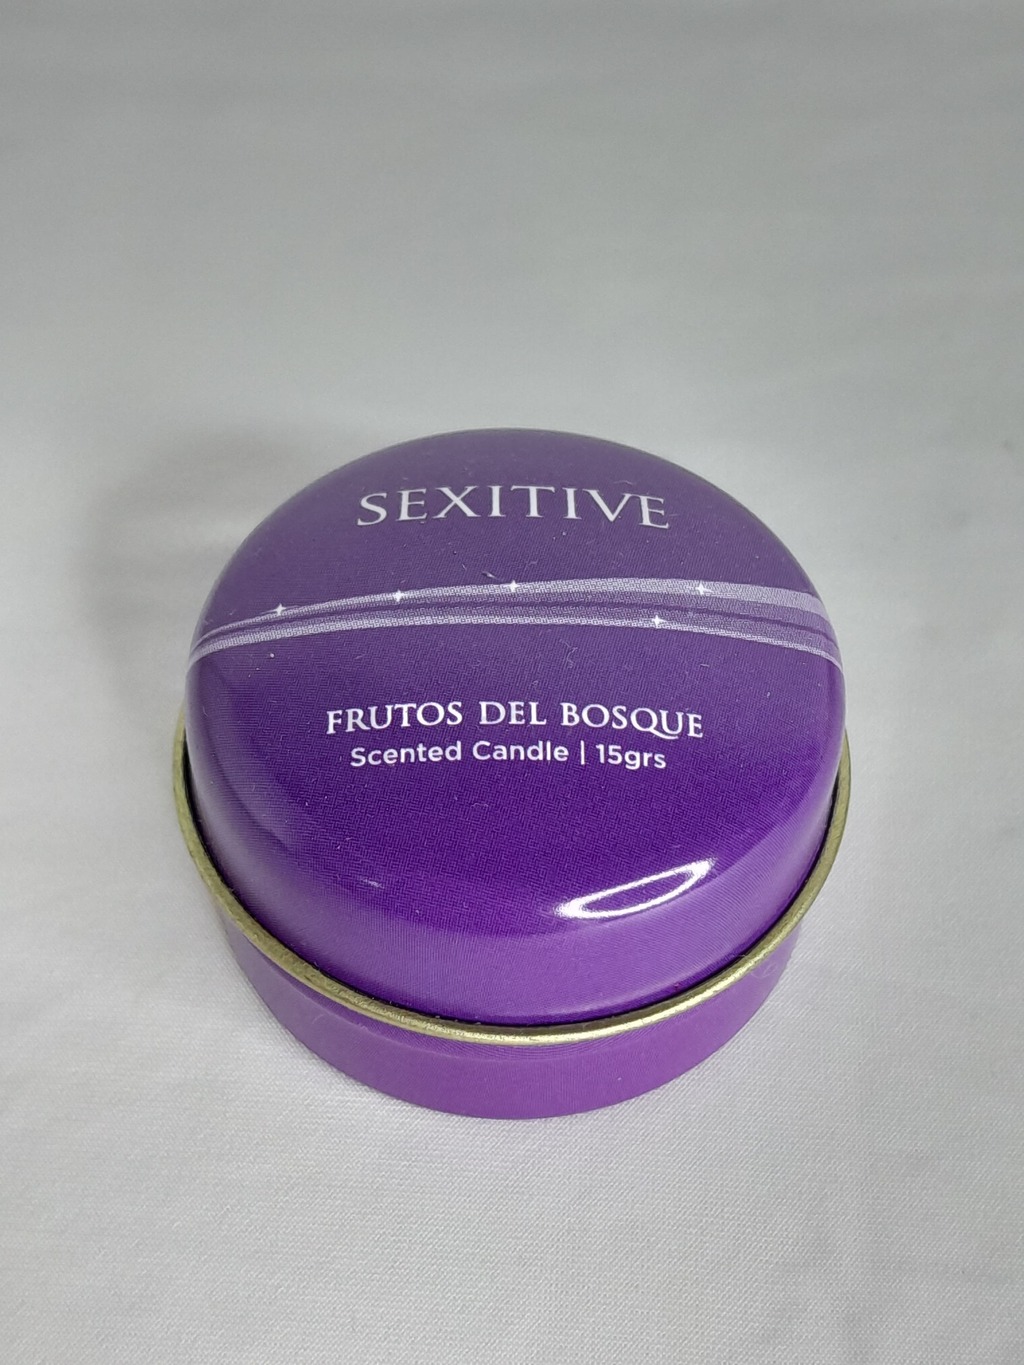 SEXITIVE
FRUTOS DEL BOSQUE
Scented Candle | 15grs